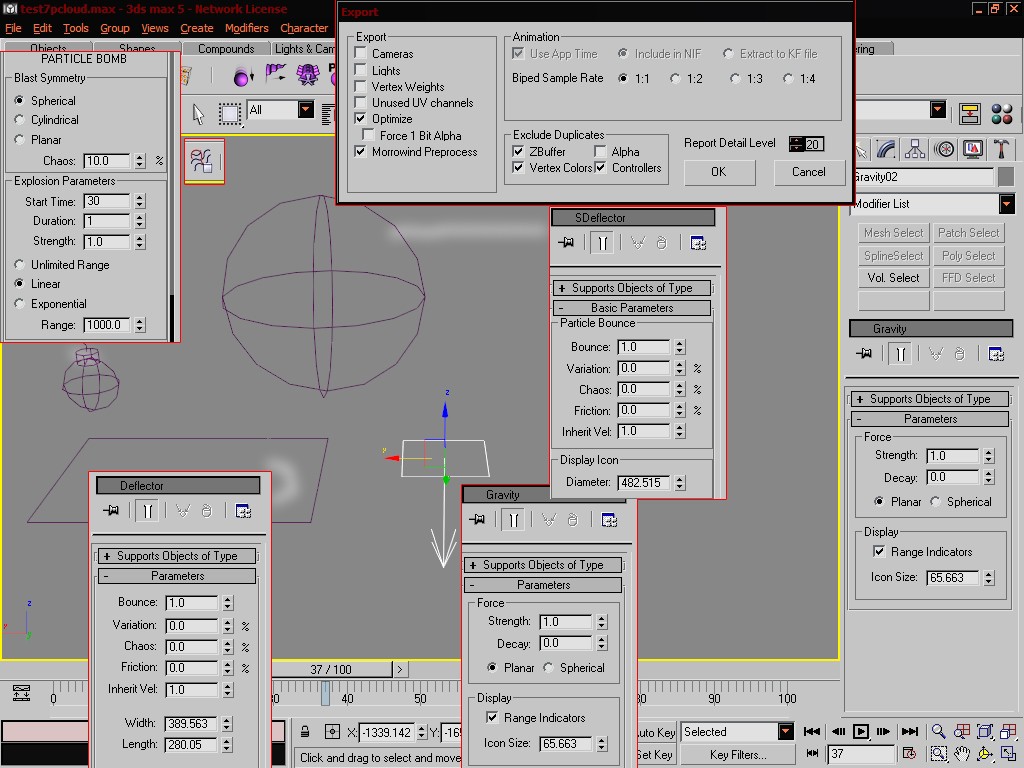 test7pcloud.max - 3ds max 5 - Network License
File Edit Tools Group Views Create Modifiers Character
Objects Shapes Compounds Lights & Cam
All
PARTICLE BOMB
Blast Symmetry
Spherical
Cylindrical
Planar
Chaos: 10.0 %
Explosion Parameters
Start Time: 30
Duration: 1
Strength: 1.0
Unlimited Range
Linear
Exponential
Range: 1000.0
Export
Export
Cameras
Lights
Vertex Weights
Unused UV channels
Optimize
Force 1 Bit Alpha
Morrowind Preprocess
Animation
Use App Time Include in NIF Extract to KF file
Biped Sample Rate 1:1 1:2 1:3 1:4
Exclude Duplicates
ZBuffer Alpha
Vertex Colors Controllers
Report Detail Level 20
OK Cancel
SDeflector
+ Supports Objects of Type
- Basic Parameters
Particle Bounce
Bounce: 1.0
Variation: 0.0 %
Chaos: 0.0 %
Friction: 0.0 %
Inherit Vel: 1.0
Display Icon
Diameter: 482.515
Gravity02
Modifier List
Mesh Select Patch Select
SplineSelect Poly Select
Vol. Select FFD Select
Gravity
+ Supports Objects of Type
- Parameters
Force
Strength: 1.0
Decay: 0.0
Planar Spherical
Display
Range Indicators
Icon Size: 65.663
Deflector
+ Supports Objects of Type
- Parameters
Bounce: 1.0
Variation: 0.0 %
Chaos: 0.0 %
Friction: 0.0 %
Inherit Vel: 1.0
Width: 389.563
Length: 280.05
Gravity
+ Supports Objects of Type
- Parameters
Force
Strength: 1.0
Decay: 0.0
Planar Spherical
Display
Range Indicators
Icon Size: 65.663
z
z
y
37 / 100 >
0 40 50 80 90 100
X: -1339.142 Y: -165
Click and drag to select and move
uto Key Selected
et Key Key Filters...
37